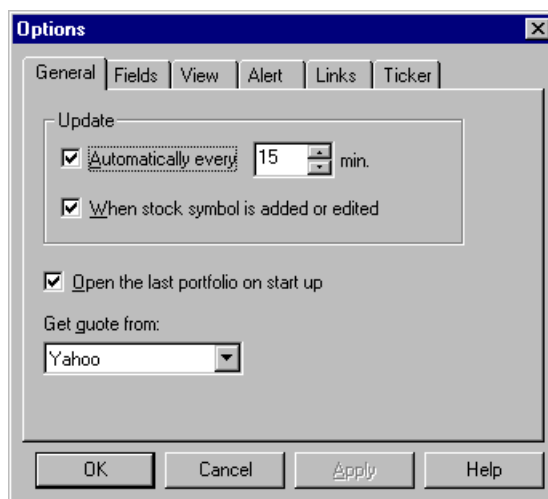 Options
General Fields View Alert Links Ticker
Update
Automatically every 15 min.
When stock symbol is added or edited
Open the last portfolio on start up
Get quote from:
Yahoo
OK Cancel Apply Help